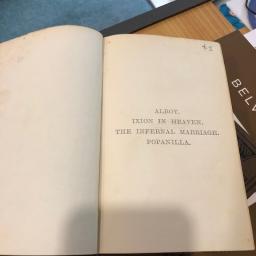 ALROY.
IXION IN HEAVEN.
THE INFERNAL MARRIAGE.
POPANILLA.
BELV